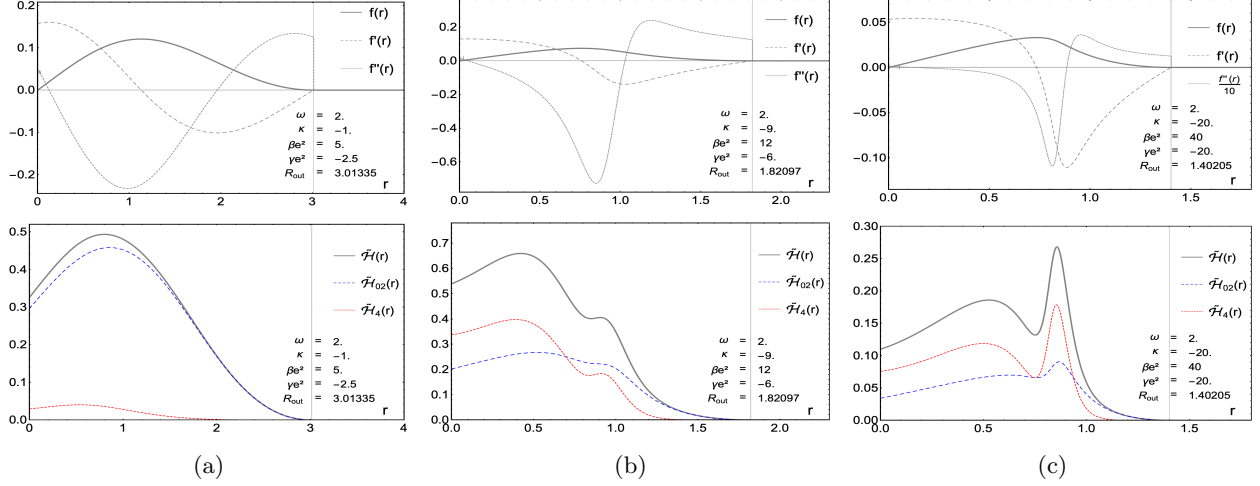 0.2
0.1
0.0
−0.1
−0.2
0
1
2
3
4
f(r)
f'(r)
f''(r)
ω = 2.
κ = −1.
βe² = 5.
γe² = −2.5
R_out = 3.01335
r
0.2
0.0
−0.2
−0.4
−0.6
0.0
0.5
1.0
1.5
2.0
f(r)
f'(r)
f''(r)
ω = 2.
κ = −9.
βe² = 12
γe² = −6.
R_out = 1.82097
r
0.05
0.00
−0.05
−0.10
0.0
0.5
1.0
1.5
f(r)
f'(r)
f''(r)/10
ω = 2.
κ = −20.
βe² = 40
γe² = −20.
R_out = 1.40205
r
0.5
0.4
0.3
0.2
0.1
0.0
0
1
2
3
4
ℋ̃(r)
ℋ̃₀₂(r)
ℋ̃₄(r)
ω = 2.
κ = −1.
βe² = 5.
γe² = −2.5
R_out = 3.01335
r
0.8
0.7
0.6
0.5
0.4
0.3
0.2
0.1
0.0
0.0
0.5
1.0
1.5
2.0
ℋ̃(r)
ℋ̃₀₂(r)
ℋ̃₄(r)
ω = 2.
κ = −9.
βe² = 12
γe² = −6.
R_out = 1.82097
r
0.30
0.25
0.20
0.15
0.10
0.05
0.00
0.0
0.5
1.0
1.5
ℋ̃(r)
ℋ̃₀₂(r)
ℋ̃₄(r)
ω = 2.
κ = −20.
βe² = 40
γe² = −20.
R_out = 1.40205
r
(a)
(b)
(c)